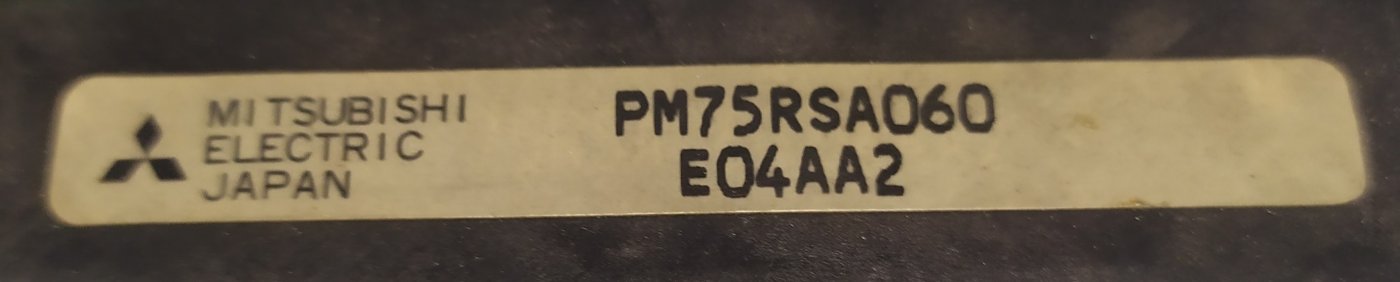 MITSUBISHI
ELECTRIC
JAPAN
PM75RSA060
E04AA2